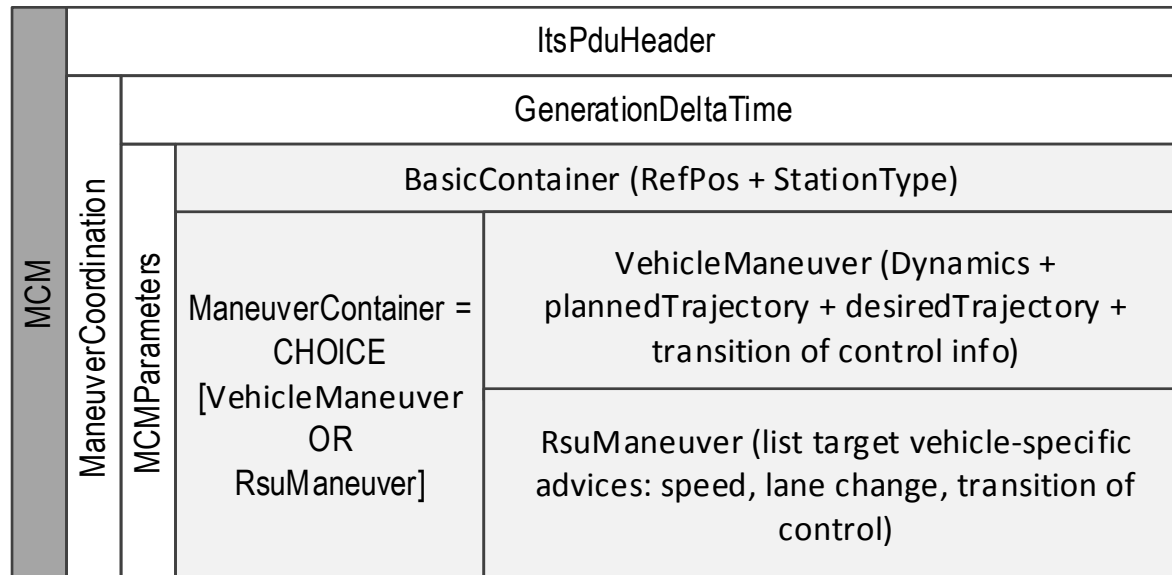 MCM
ItsPduHeader
ManeuverCoordination
GenerationDeltaTime
MCMParameters
BasicContainer (RefPos + StationType)
ManeuverContainer =
CHOICE
[VehicleManeuver
OR
RsuManeuver]
VehicleManeuver (Dynamics +
plannedTrajectory + desiredTrajectory +
transition of control info)
RsuManeuver (list target vehicle-specific
advices: speed, lane change, transition of
control)